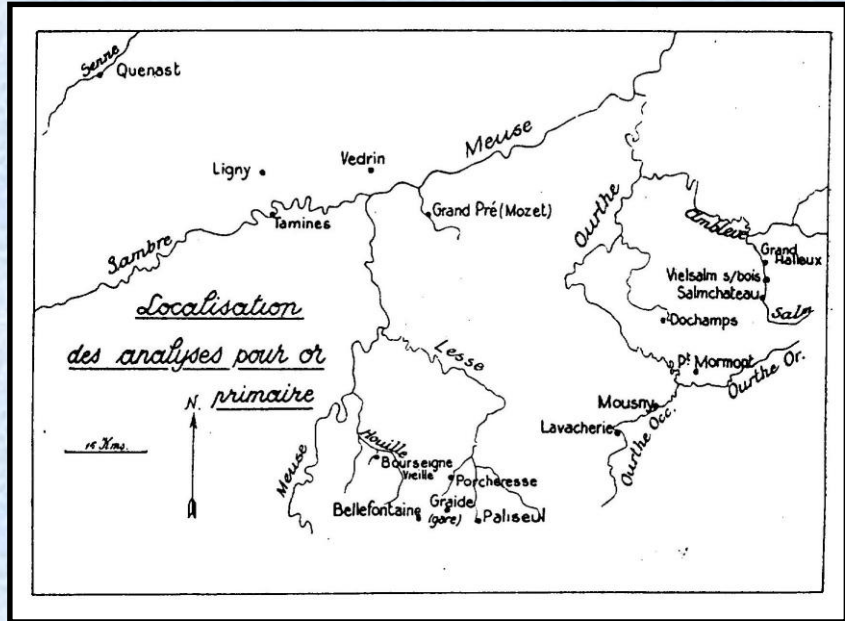 Senne
Quenast
Meuse
Ligny
Vedrin
Tamines
Grand Pré (Mozet)
Sambre
Ourthe
Amblève
Grand
Halleux
Vielsalm s/bois
Salmchateau
Salm
Dochamps
Localisation
des analyses pour or
primaire
Lesse
Pt Mormont
Ourthe Or.
N.
Mousny
Lavacherie
Ourthe Occ.
15 Kms.
Meuse
Houille
Bourseigne
Vieille
Porcheresse
Bellefontaine
Graide
(gare)
Paliseul